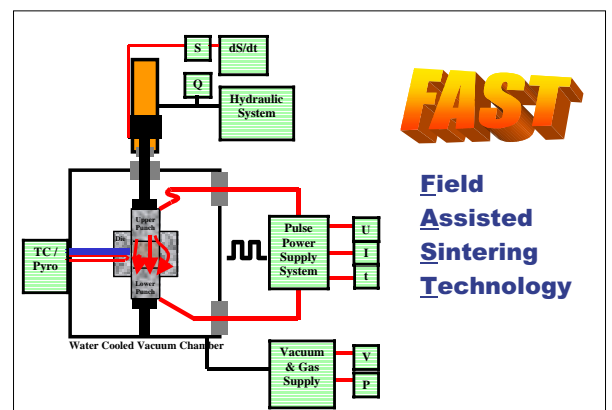 S
dS/dt
Q
Hydraulic
System
FAST
Field
Assisted
Sintering
Technology
Upper
Punch
Die
TC /
Pyro
Lower
Punch
Pulse
Power
Supply
System
U
I
t
Water Cooled Vacuum Chamber
Vacuum
& Gas
Supply
V
P